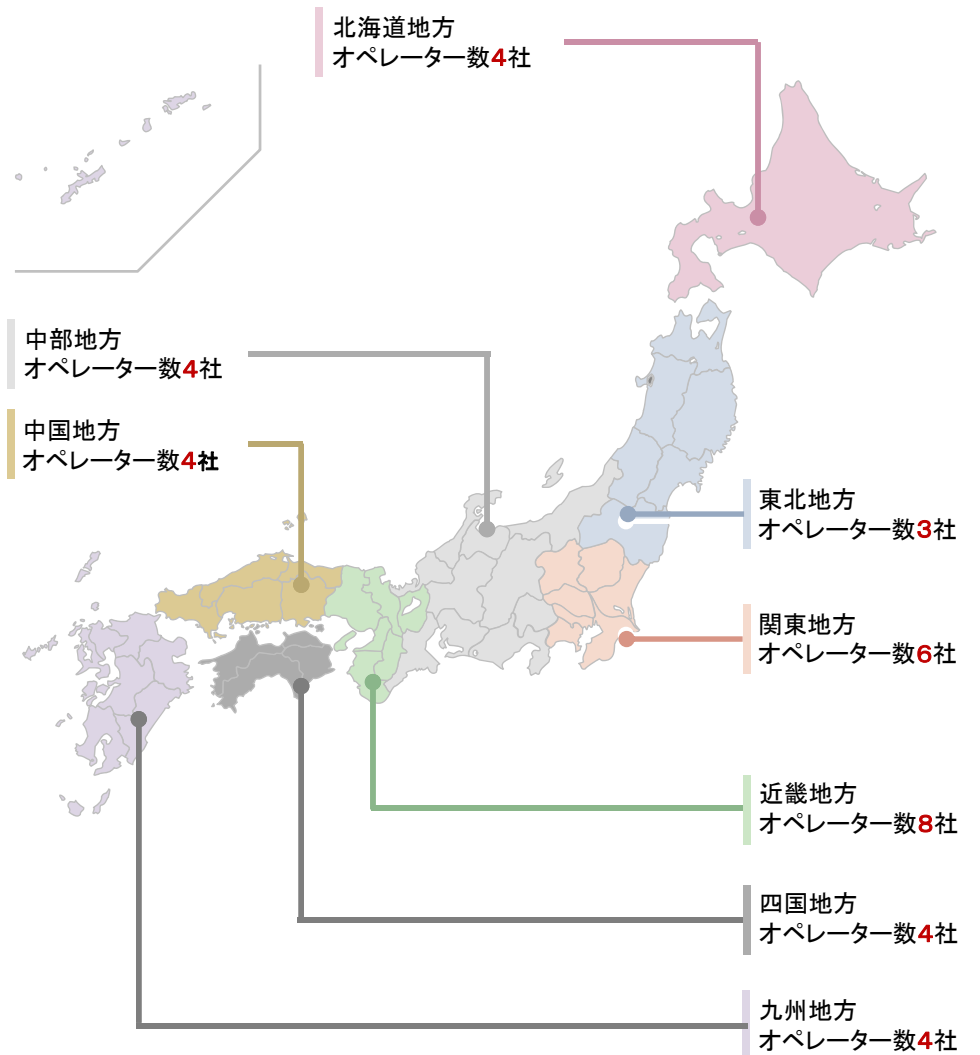 北海道地方
オペレーター数4社
中部地方
オペレーター数4社
中国地方
オペレーター数4社
東北地方
オペレーター数3社
関東地方
オペレーター数6社
近畿地方
オペレーター数8社
四国地方
オペレーター数4社
九州地方
オペレーター数4社